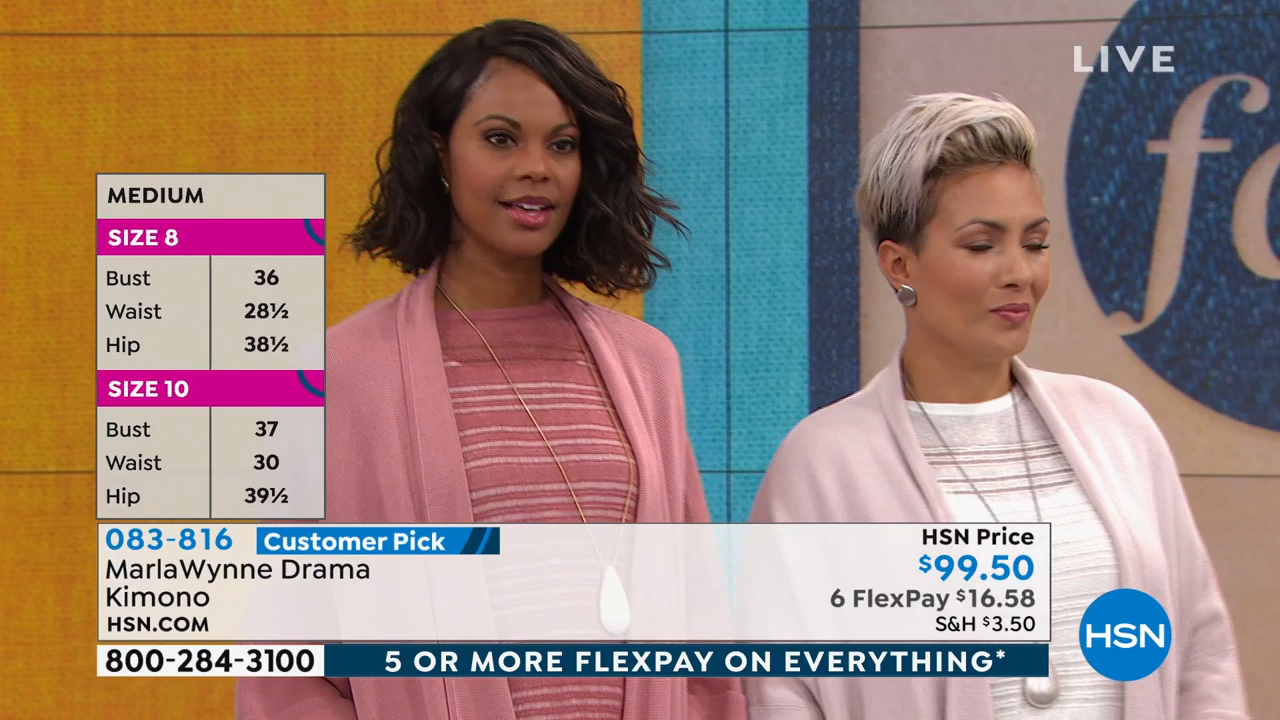 LIVE
MEDIUM
SIZE 8
Bust 36
Waist 28½
Hip 38½
SIZE 10
Bust 37
Waist 30
Hip 39½
083-816 Customer Pick
MarlaWynne Drama
Kimono
HSN.COM
HSN Price
$99.50
6 FlexPay $16.58
S&H $3.50
800-284-3100 5 OR MORE FLEXPAY ON EVERYTHING*
HSN